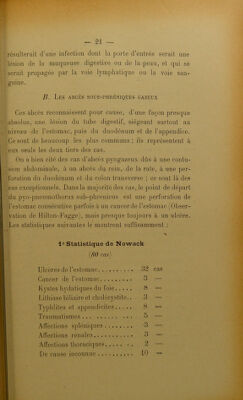 — 21 —
résulterait d'une infection dont la porte d'entrée serait une
lésion de la muqueuse digestive ou de la peau, et qui se
serait propagée par la voie lymphatique ou la voie san-
guine.
B. LES ABCÈS SOUS-PHRÉNIQUES GAZEUX
Ces abcès reconnaissent pour cause, d'une façon presque
absolue, une lésion du tube digestif, siégeant surtout au
niveau de l'estomac, puis du duodénum et de l'appendice.
Ce sont de beaucoup les plus communs; ils représentent à
eux seuls les deux tiers des cas.
On a bien cité des cas d'abcès pyogazeux dûs à une contu-
sion abdominale, à un abcès du rein, de la rate, à une per-
foration du duodénum et du colon transverse; ce sont là des
cas exceptionnels. Dans la majorité des cas, le point de départ
du pyo-pneumothorax sub-phrenicus est une perforation de
l'estomac consécutive parfois à un cancer de l'estomac (Obser-
vation de Hilton-Fagge), mais presque toujours à un ulcère.
Les statistiques suivantes le montrent suffisamment :
1° Statistique de Nowack
(80 cas)
Ulcères de l'estomac.......... 32 cas
Cancer de l'estomac.......... 3 —
Kystes hydatiques du foie..... 8 —
Lithiase biliaire et cholécystite.. 3 —
Typhlites et appendicites...... 8 —
Traumatismes .............. 5 —
Affections spléniques ........ 3 —
Affections rénales ........... 3 —
Affections thoraciques........ 2 —
De cause inconnue .......... 10 —